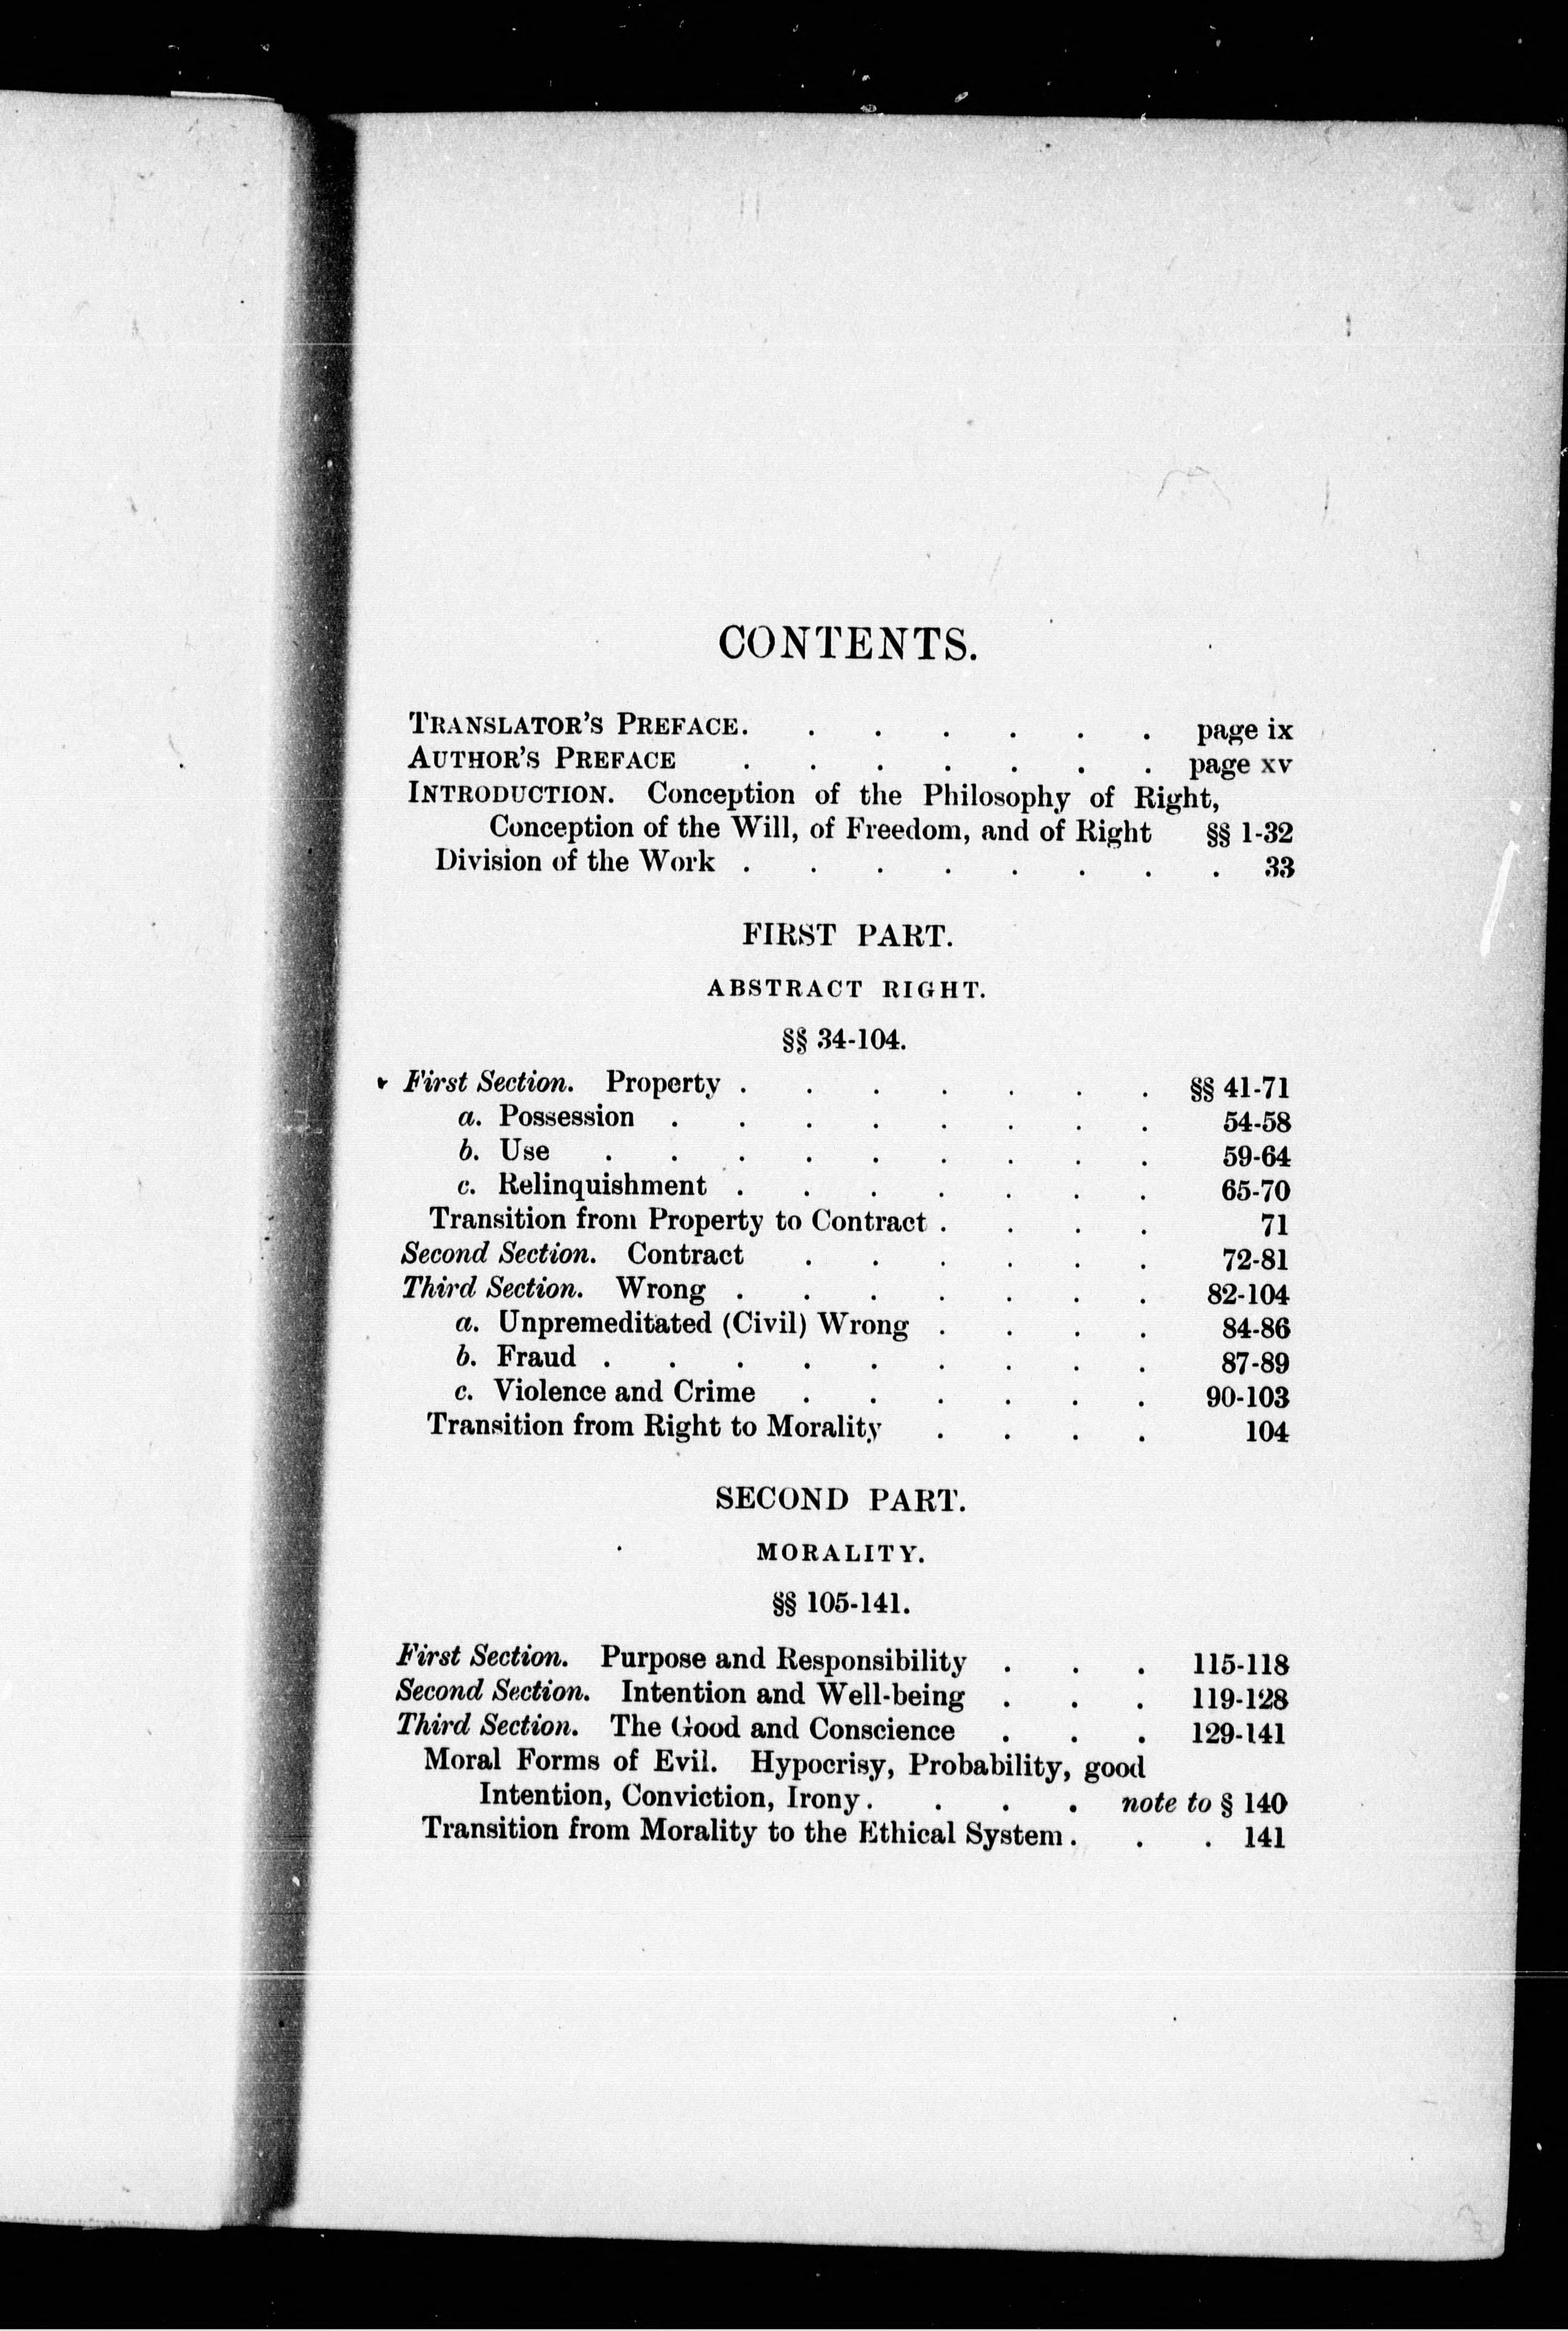 CONTENTS.
TRANSLATOR'S PREFACE. . . . . . . page ix
AUTHOR'S PREFACE . . . . . . . page xv
INTRODUCTION. Conception of the Philosophy of Right,
Conception of the Will, of Freedom, and of Right §§ 1-32
Division of the Work . . . . . . . . 33
FIRST PART.
ABSTRACT RIGHT.
§§ 34-104.
First Section. Property . . . . . . . §§ 41-71
a. Possession . . . . . . . . 54-58
b. Use . . . . . . . . . 59-64
c. Relinquishment . . . . . . . 65-70
Transition from Property to Contract . . . . 71
Second Section. Contract . . . . . . 72-81
Third Section. Wrong . . . . . . . 82-104
a. Unpremeditated (Civil) Wrong . . . . 84-86
b. Fraud . . . . . . . . . 87-89
c. Violence and Crime . . . . . . 90-103
Transition from Right to Morality . . . . 104
SECOND PART.
MORALITY.
§§ 105-141.
First Section. Purpose and Responsibility . . . 115-118
Second Section. Intention and Well-being . . . 119-128
Third Section. The Good and Conscience . . . 129-141
Moral Forms of Evil. Hypocrisy, Probability, good
Intention, Conviction, Irony . . . . note to § 140
Transition from Morality to the Ethical System . . . 141